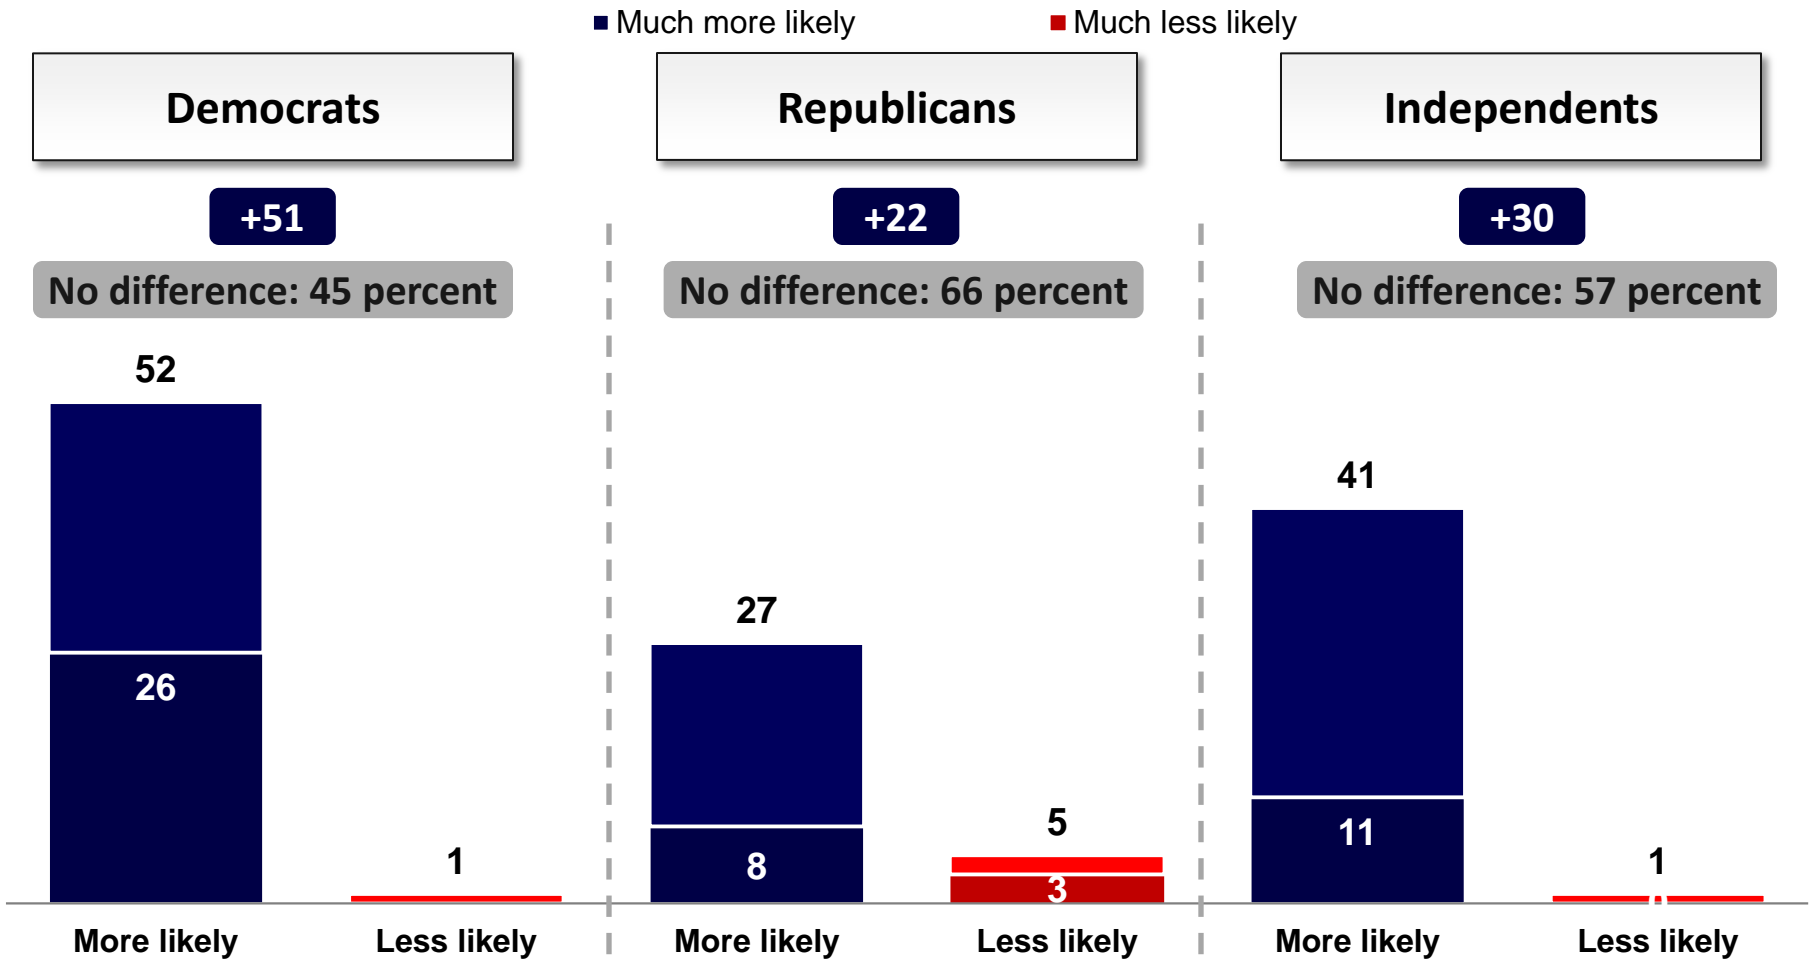 Much more likely Much less likely
Democrats Republicans Independents
+51 +22 +30
No difference: 45 percent No difference: 66 percent No difference: 57 percent
52
41
27
26
5
11
1
8
3
1
0
More likely Less likely More likely Less likely More likely Less likely